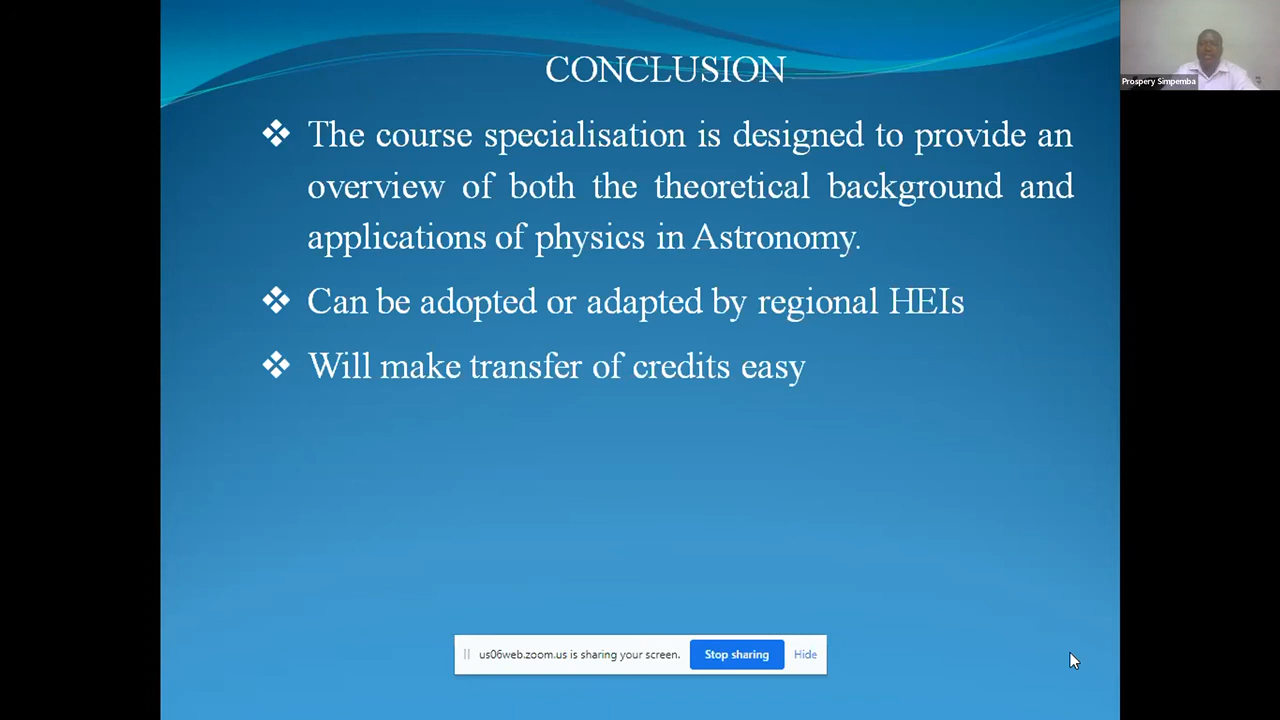 CONCLUSION
The course specialisation is designed to provide an
overview of both the theoretical background and
applications of physics in Astronomy.
Can be adopted or adapted by regional HEIs
Will make transfer of credits easy
Prospery Simpemba
us06web.zoom.us is sharing your screen. Stop sharing Hide